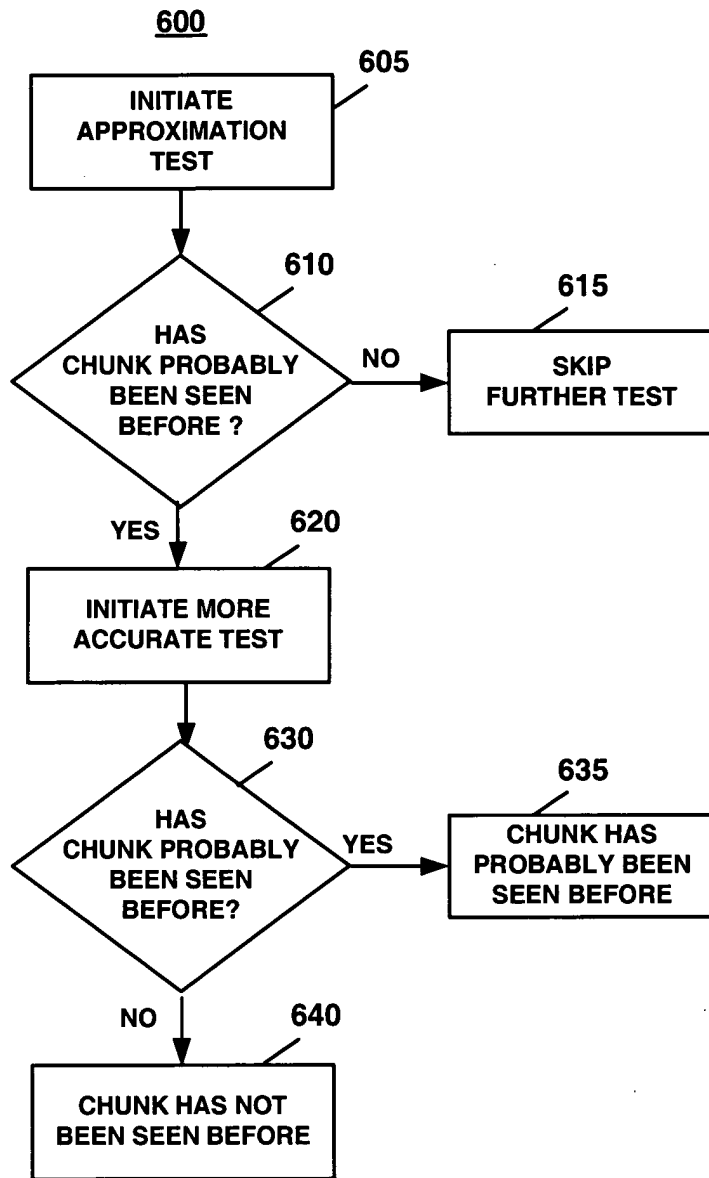 600
605
INITIATE
APPROXIMATION
TEST
610
HAS
CHUNK PROBABLY
BEEN SEEN
BEFORE ?
NO
615
SKIP
FURTHER TEST
YES
620
INITIATE MORE
ACCURATE TEST
630
HAS
CHUNK PROBABLY
BEEN SEEN
BEFORE?
YES
635
CHUNK HAS
PROBABLY BEEN
SEEN BEFORE
NO
640
CHUNK HAS NOT
BEEN SEEN BEFORE